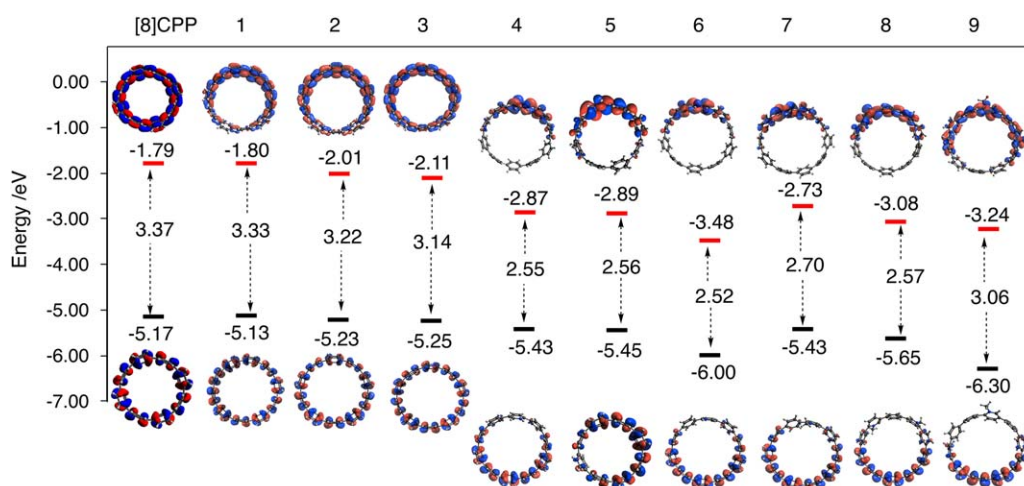 [8]CPP 1 2 3 4 5 6 7 8 9
Energy /eV
0.00
-1.00
-2.00
-3.00
-4.00
-5.00
-6.00
-7.00
-1.79 -1.80 -2.01 -2.11 -2.87 -2.89 -3.48 -2.73 -3.08 -3.24
3.37 3.33 3.22 3.14 2.55 2.56 2.52 2.70 2.57 3.06
-5.17 -5.13 -5.23 -5.25 -5.43 -5.45 -6.00 -5.43 -5.65 -6.30